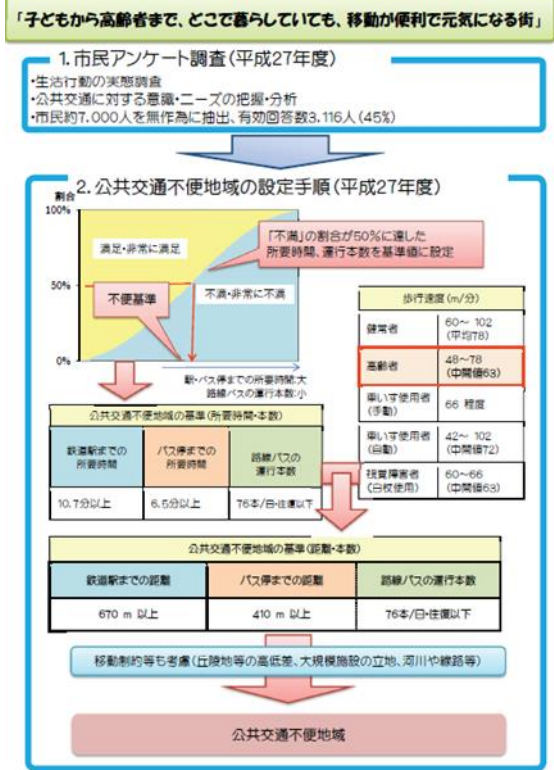 「子どもから高齢者まで、どこで暮らしていても、移動が便利で元気になる街」
1.市民アンケート調査(平成27年度)
・生活行動の実態調査
・公共交通に対する意識・ニーズの把握・分析
・市民約7,000人を無作為に抽出、有効回答数3,116人(45%)
2.公共交通不便地域の設定手順(平成27年度)
割合
100%
50%
0%
満足・非常に満足
不満・非常に不満
不便基準
「不満」の割合が50%に達した
所要時間、運行本数を基準値に設定
駅・バス停までの所要時間:大
路線バスの運行本数:小
歩行速度(m/分)
健常者 60~102
(平均78)
高齢者 48~78
(中間値63)
車いす使用者
(手動) 66 程度
車いす使用者
(自動) 42~102
(中間値72)
視覚障害者
(白杖使用) 60~66
(中間値63)
公共交通不便地域の基準(所要時間・本数)
鉄道駅までの
所要時間
バス停までの
所要時間
路線バスの
運行本数
10.7分以上 6.5分以上 76本/日・往復以下
公共交通不便地域の基準(距離・本数)
鉄道駅までの距離 バス停までの距離 路線バスの運行本数
670 m 以上 410 m 以上 76本/日・往復以下
移動制約等も考慮(丘陵地等の高低差、大規模施設の立地、河川や線路等)
公共交通不便地域